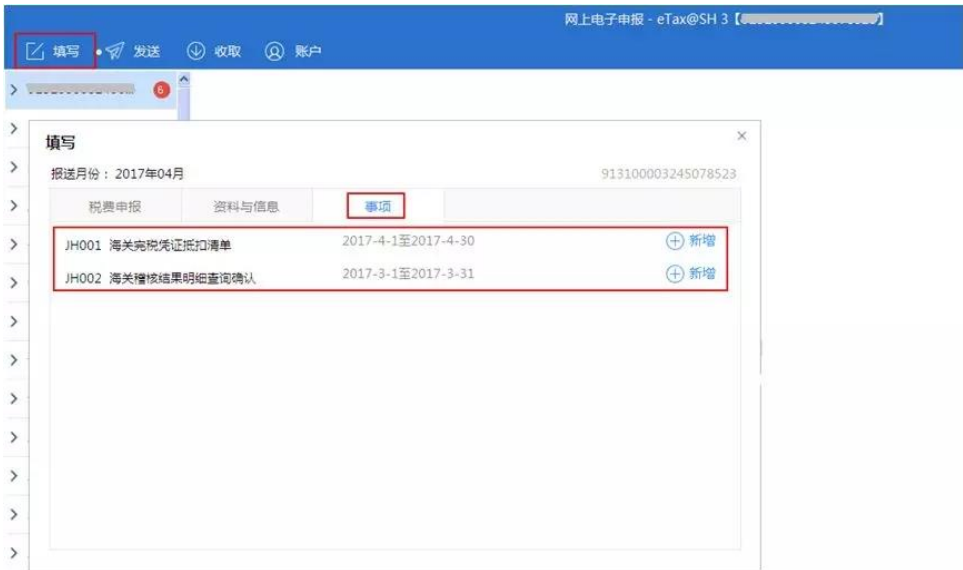 网上电子申报 - eTax@SH 3【
填写 发送 收取 账户
6
填写
报送月份： 2017年04月 913100003245078523
税费申报 资料与信息 事项
JH001 海关完税凭证抵扣清单 2017-4-1至2017-4-30 新增
JH002 海关稽核结果明细查询确认 2017-3-1至2017-3-31 新增